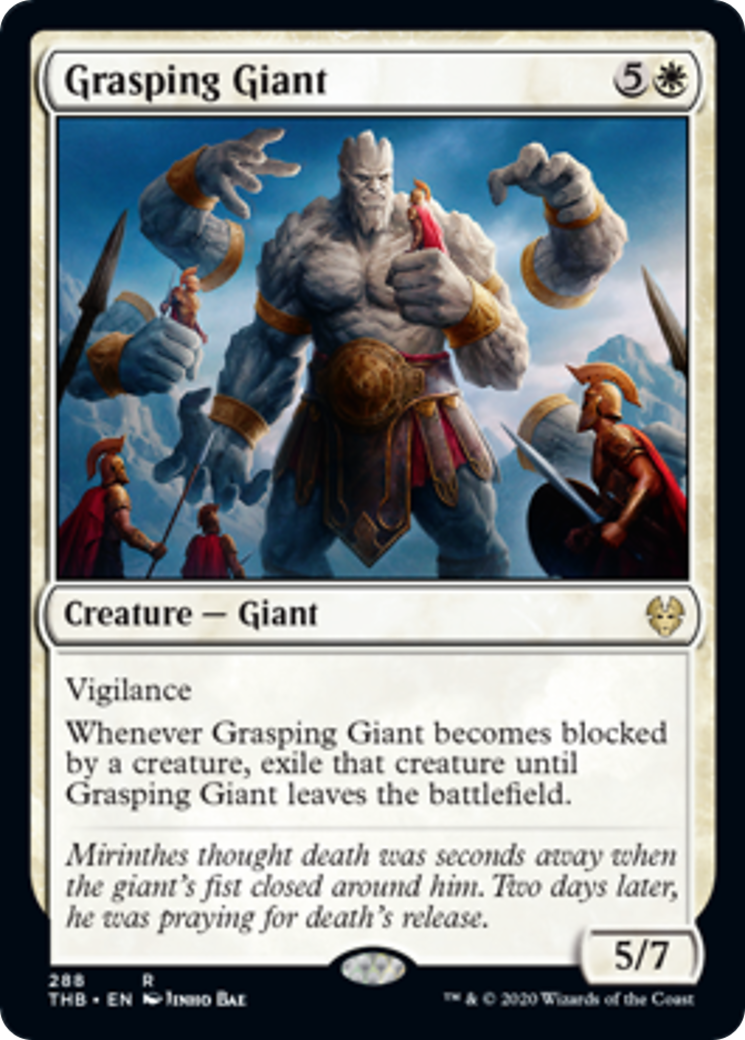 Grasping Giant 5
Creature — Giant
Vigilance
Whenever Grasping Giant becomes blocked
by a creature, exile that creature until
Grasping Giant leaves the battlefield.
Mirinthes thought death was seconds away when
the giant's fist closed around him. Two days later,
he was praying for death's release.
5/7
288 R
THB • EN Jinho Bae
™ & © 2020 Wizards of the Coast